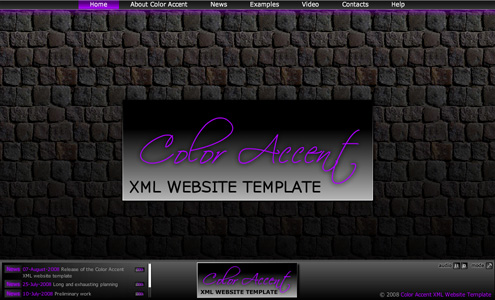 Home About Color Accent News Examples Video Contacts Help
Color Accent
XML WEBSITE TEMPLATE
News 07-August-2008 Release of the Color Accent
XML website template
News 25-July-2008 Long and exhausting planning
News 10-June-2008 Preliminary work
Color Accent
XML WEBSITE TEMPLATE
© 2008 Color Accent XML Website Template